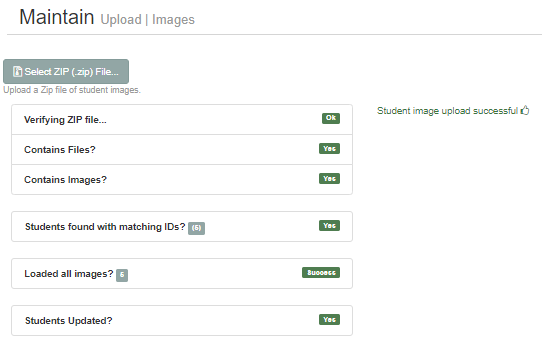 Maintain Upload | Images
Select ZIP (.zip) File...
Upload a Zip file of student images.
Verifying ZIP file... Ok
Student image upload successful
Contains Files? Yes
Contains Images? Yes
Students found with matching IDs? (5) Yes
Loaded all images? 5 Success
Students Updated? Yes